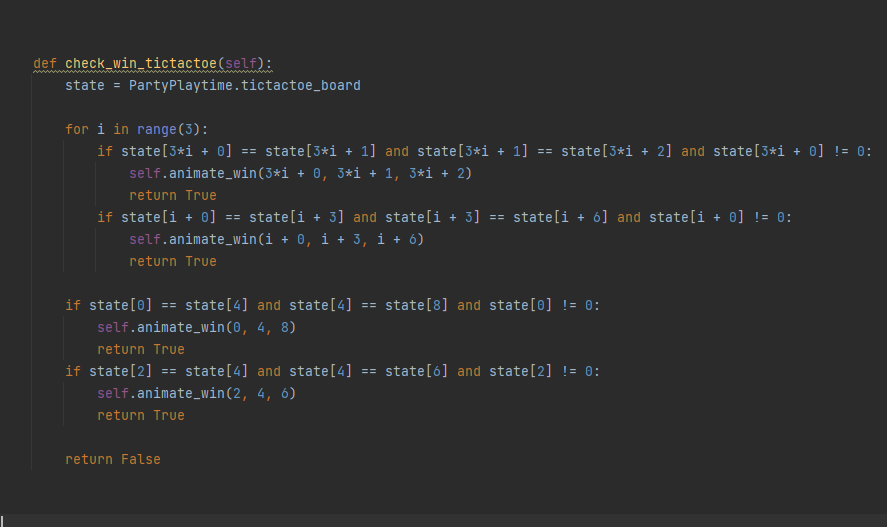 def check_win_tictactoe(self):
    state = PartyPlaytime.tictactoe_board

    for i in range(3):
        if state[3*i + 0] == state[3*i + 1] and state[3*i + 1] == state[3*i + 2] and state[3*i + 0] != 0:
            self.animate_win(3*i + 0, 3*i + 1, 3*i + 2)
            return True
        if state[i + 0] == state[i + 3] and state[i + 3] == state[i + 6] and state[i + 0] != 0:
            self.animate_win(i + 0, i + 3, i + 6)
            return True

    if state[0] == state[4] and state[4] == state[8] and state[0] != 0:
        self.animate_win(0, 4, 8)
        return True
    if state[2] == state[4] and state[4] == state[6] and state[2] != 0:
        self.animate_win(2, 4, 6)
        return True

    return False